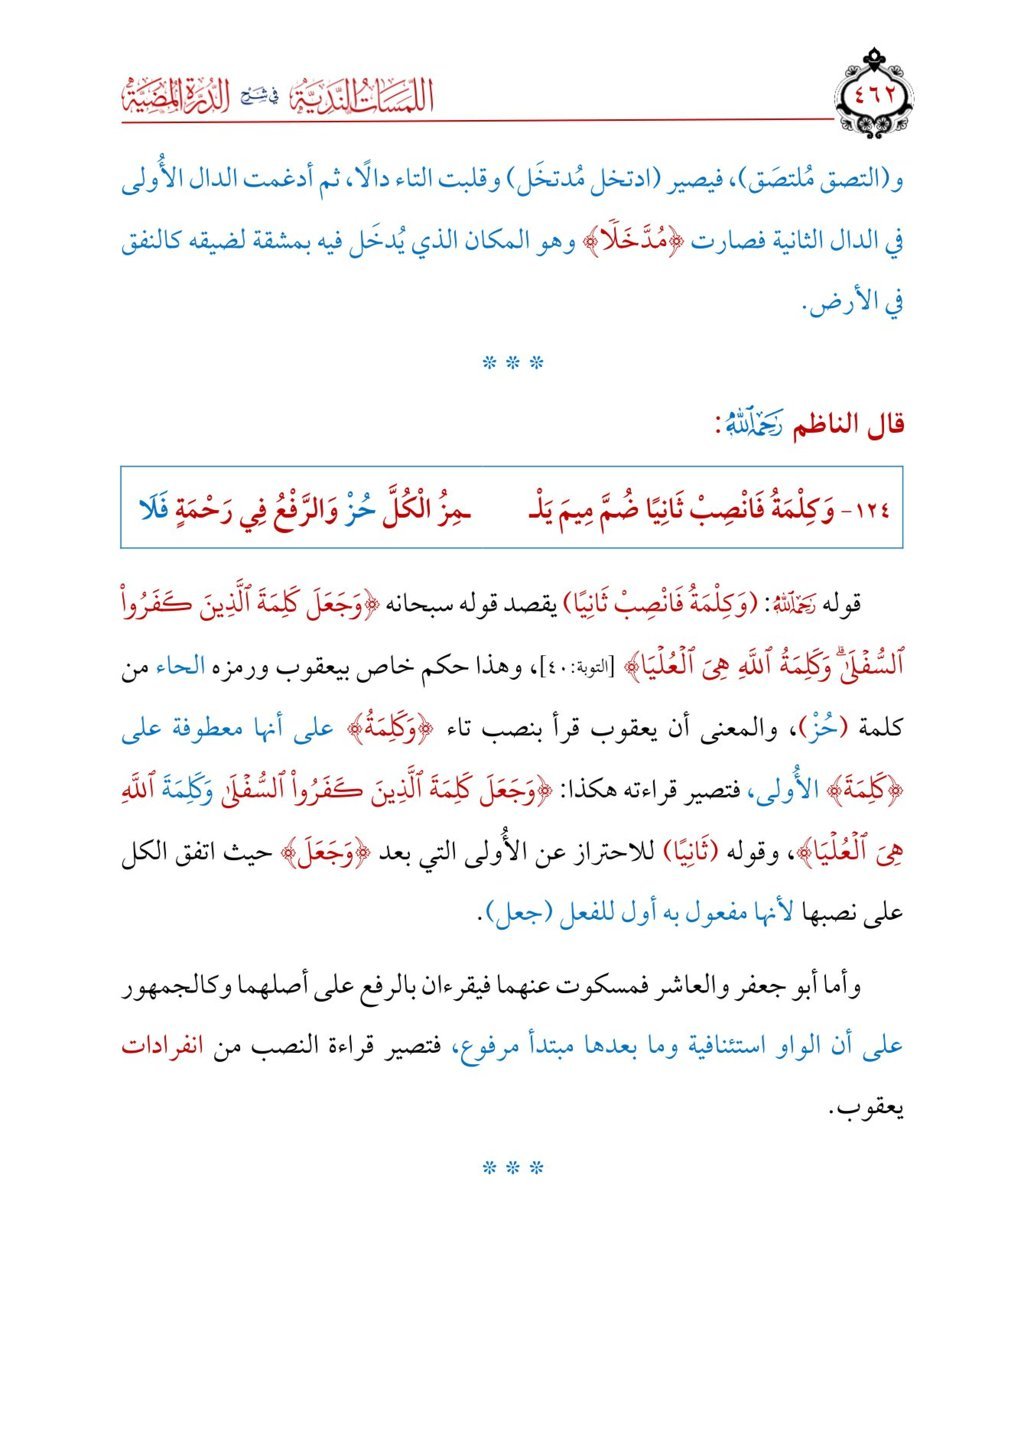 اللمسات الندية في شرح الدرة المضية
٤٦٢
و(التصق مُلتصَق)، فيصير (ادتخل مُدتخَل) وقلبت التاء دالًا، ثم أدغمت الدال الأُولى
في الدال الثانية فصارت ﴿مُدَّخَلًا﴾ وهو المكان الذي يُدخَل فيه بمشقة لضيقه كالنفق
في الأرض.
* * *
قال الناظم رَحِمَهُ ٱللَّهُ:
١٢٤- وَكِلْمَةُ فَانْصِبْ ثَانِيًا ضُمَّ مِيمَ يَلْـ ـمِزُ الْكُلَّ حُزْ وَالرَّفْعُ فِي رَحْمَةٍ فَلَا
قوله رَحِمَهُ ٱللَّهُ: (وَكِلْمَةُ فَانْصِبْ ثَانِيًا) يقصد قوله سبحانه ﴿وَجَعَلَ كَلِمَةَ ٱلَّذِينَ كَفَرُواْ
ٱلسُّفْلَىٰۗ وَكَلِمَةُ ٱللَّهِ هِيَ ٱلْعُلْيَا﴾ [التوبة:٤٠]، وهذا حكم خاص بيعقوب ورمزه الحاء من
كلمة (حُزْ)، والمعنى أن يعقوب قرأ بنصب تاء ﴿وَكَلِمَةُ﴾ على أنها معطوفة على
﴿كَلِمَةَ﴾ الأُولى، فتصير قراءته هكذا: ﴿وَجَعَلَ كَلِمَةَ ٱلَّذِينَ كَفَرُواْ ٱلسُّفْلَىٰ وَكَلِمَةَ ٱللَّهِ
هِيَ ٱلْعُلْيَا﴾، وقوله (ثَانِيًا) للاحتراز عن الأُولى التي بعد ﴿وَجَعَلَ﴾ حيث اتفق الكل
على نصبها لأنها مفعول به أول للفعل (جعل).
وأما أبو جعفر والعاشر فمسكوت عنهما فيقرءان بالرفع على أصلهما وكالجمهور
على أن الواو استئنافية وما بعدها مبتدأ مرفوع، فتصير قراءة النصب من انفرادات
يعقوب.
* * *